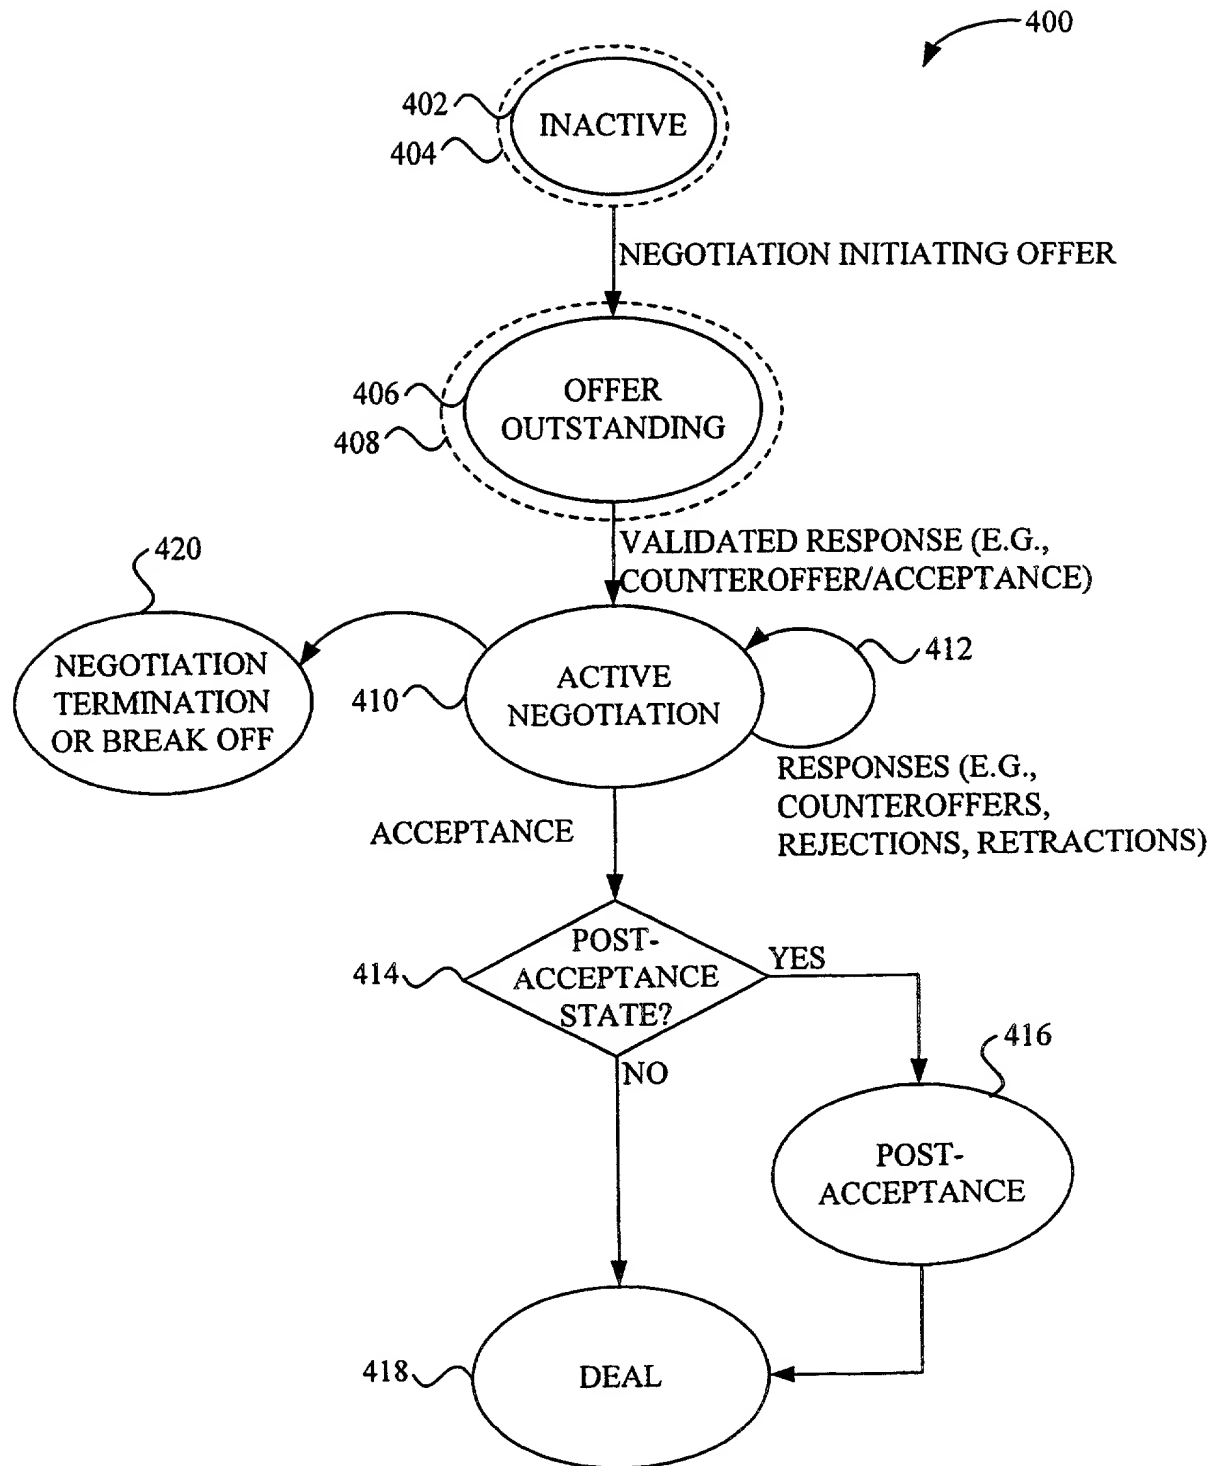 400
402
INACTIVE
404
NEGOTIATION INITIATING OFFER
406
OFFER
OUTSTANDING
408
VALIDATED RESPONSE (E.G.,
COUNTEROFFER/ACCEPTANCE)
420
NEGOTIATION
TERMINATION
OR BREAK OFF
410
ACTIVE
NEGOTIATION
412
RESPONSES (E.G.,
COUNTEROFFERS,
REJECTIONS, RETRACTIONS)
ACCEPTANCE
414
POST-
ACCEPTANCE
STATE?
YES
NO
416
POST-
ACCEPTANCE
418
DEAL